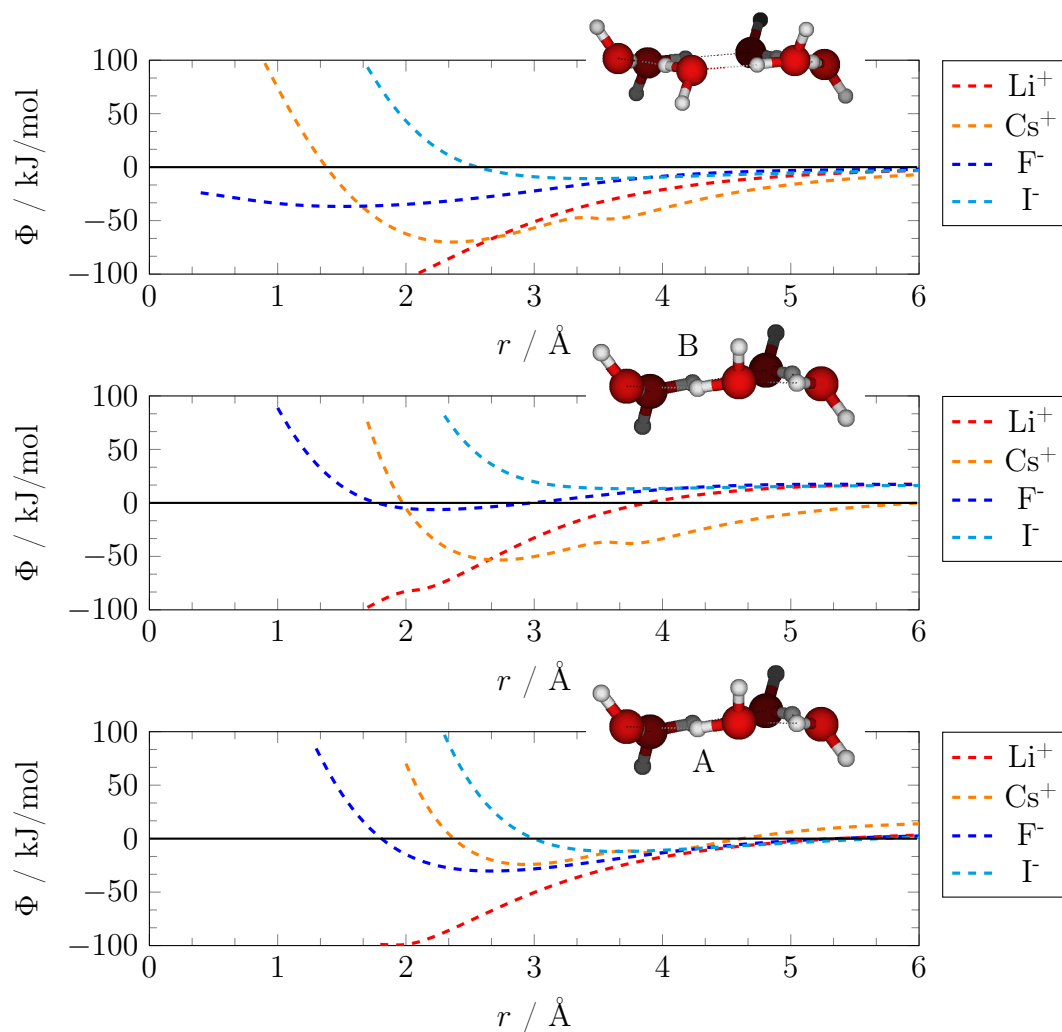 100
50
0
−50
−100
Φ / kJ/mol
0 1 2 3 4 5 6
r / Å
Li⁺
Cs⁺
F⁻
I⁻
B
100
50
0
−50
−100
Φ / kJ/mol
0 1 2 3 4 5 6
r / Å
Li⁺
Cs⁺
F⁻
I⁻
A
100
50
0
−50
−100
Φ / kJ/mol
0 1 2 3 4 5 6
r / Å
Li⁺
Cs⁺
F⁻
I⁻